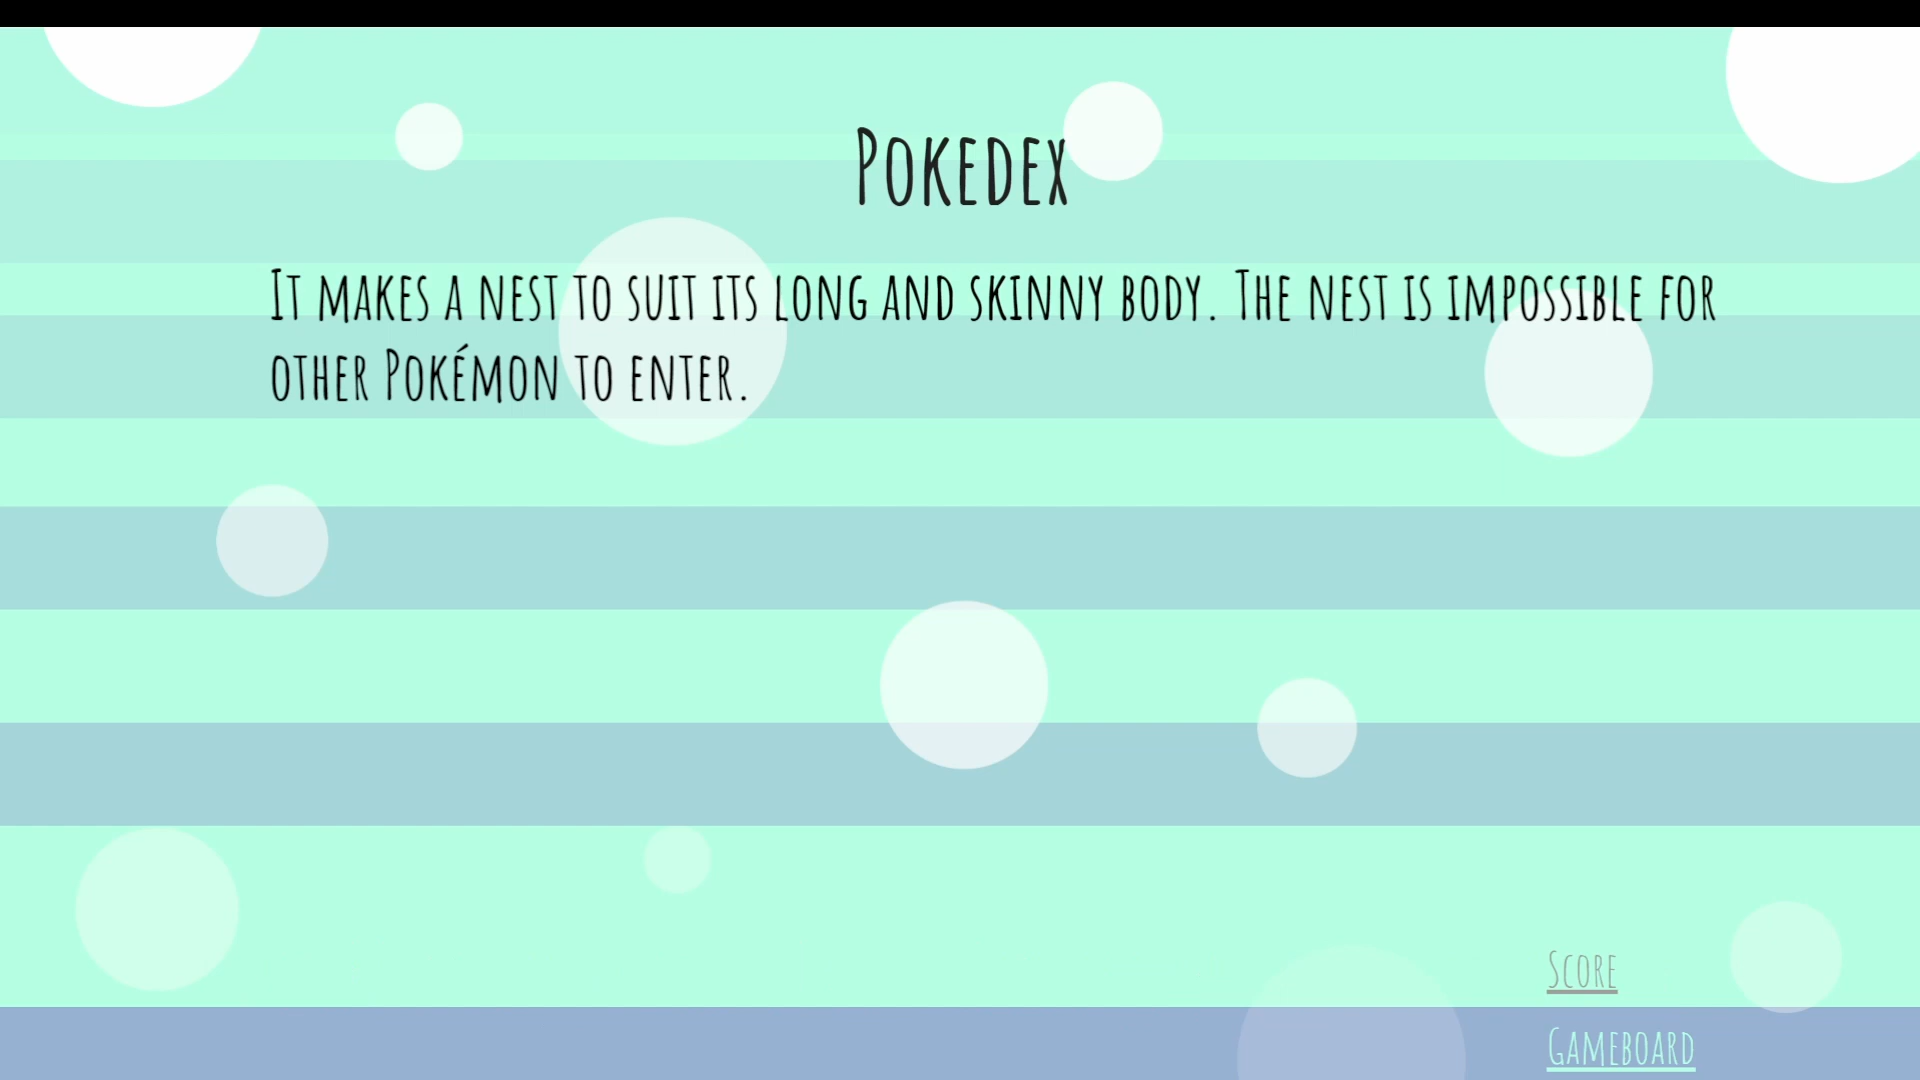 Pokedex
It makes a nest to suit its long and skinny body. The nest is impossible for
other Pokémon to enter.
Score
Gameboard